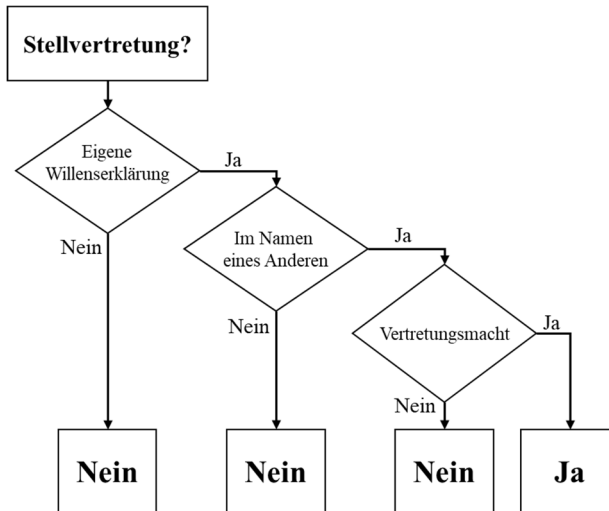 Stellvertretung?
Eigene
Willenserklärung
Ja
Nein
Im Namen
eines Anderen
Ja
Nein
Vertretungsmacht
Ja
Nein
Nein
Nein
Nein
Ja